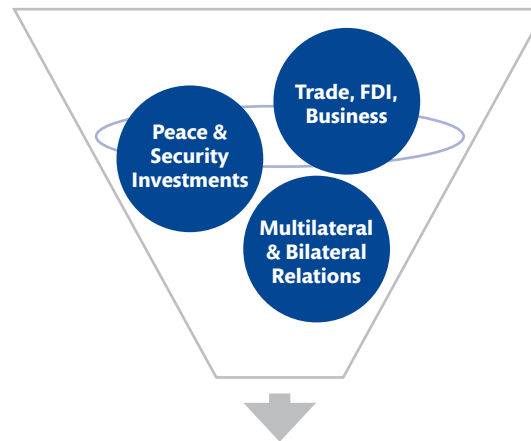 Trade, FDI,
Business
Peace &
Security
Investments
Multilateral
& Bilateral
Relations